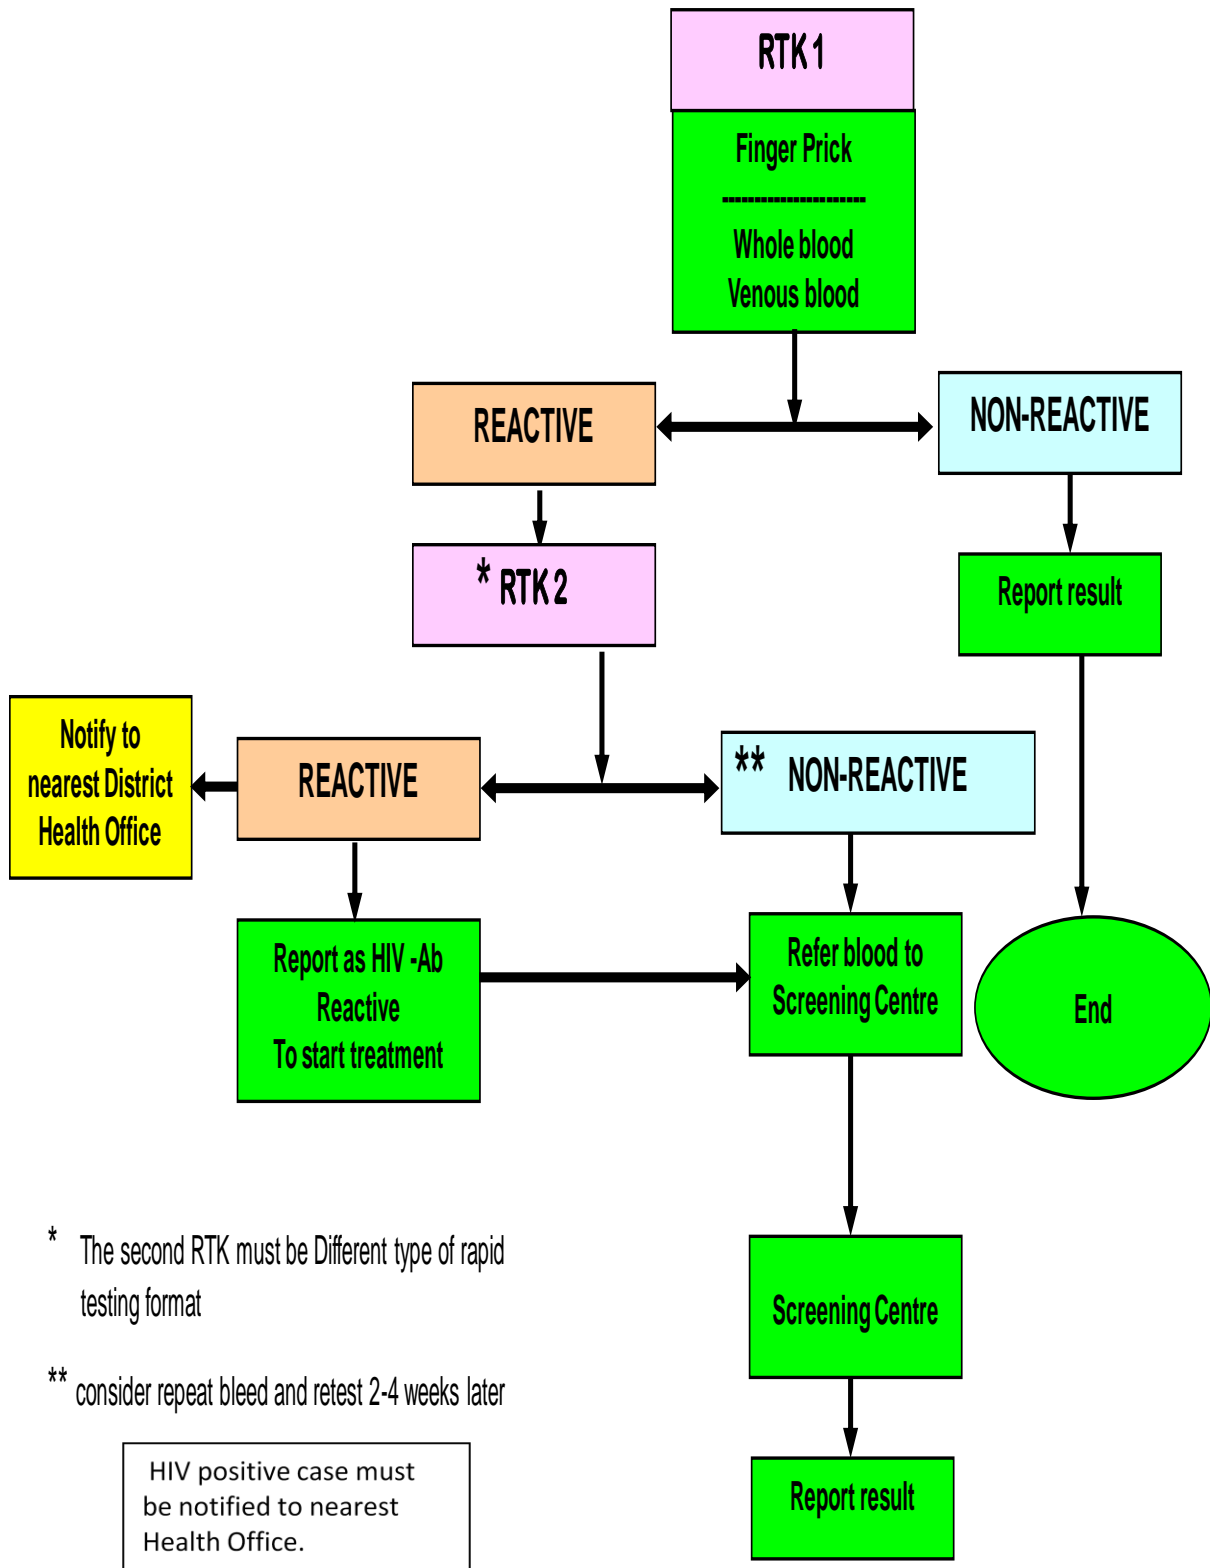 RTK 1
Finger Prick
----------------------
Whole blood
Venous blood
REACTIVE
NON-REACTIVE
* RTK 2
Report result
Notify to
nearest District
Health Office
REACTIVE
** NON-REACTIVE
Report as HIV -Ab
Reactive
To start treatment
Refer blood to
Screening Centre
End
* The second RTK must be Different type of rapid
testing format
Screening Centre
** consider repeat bleed and retest 2-4 weeks later
HIV positive case must
be notified to nearest
Health Office.
Report result